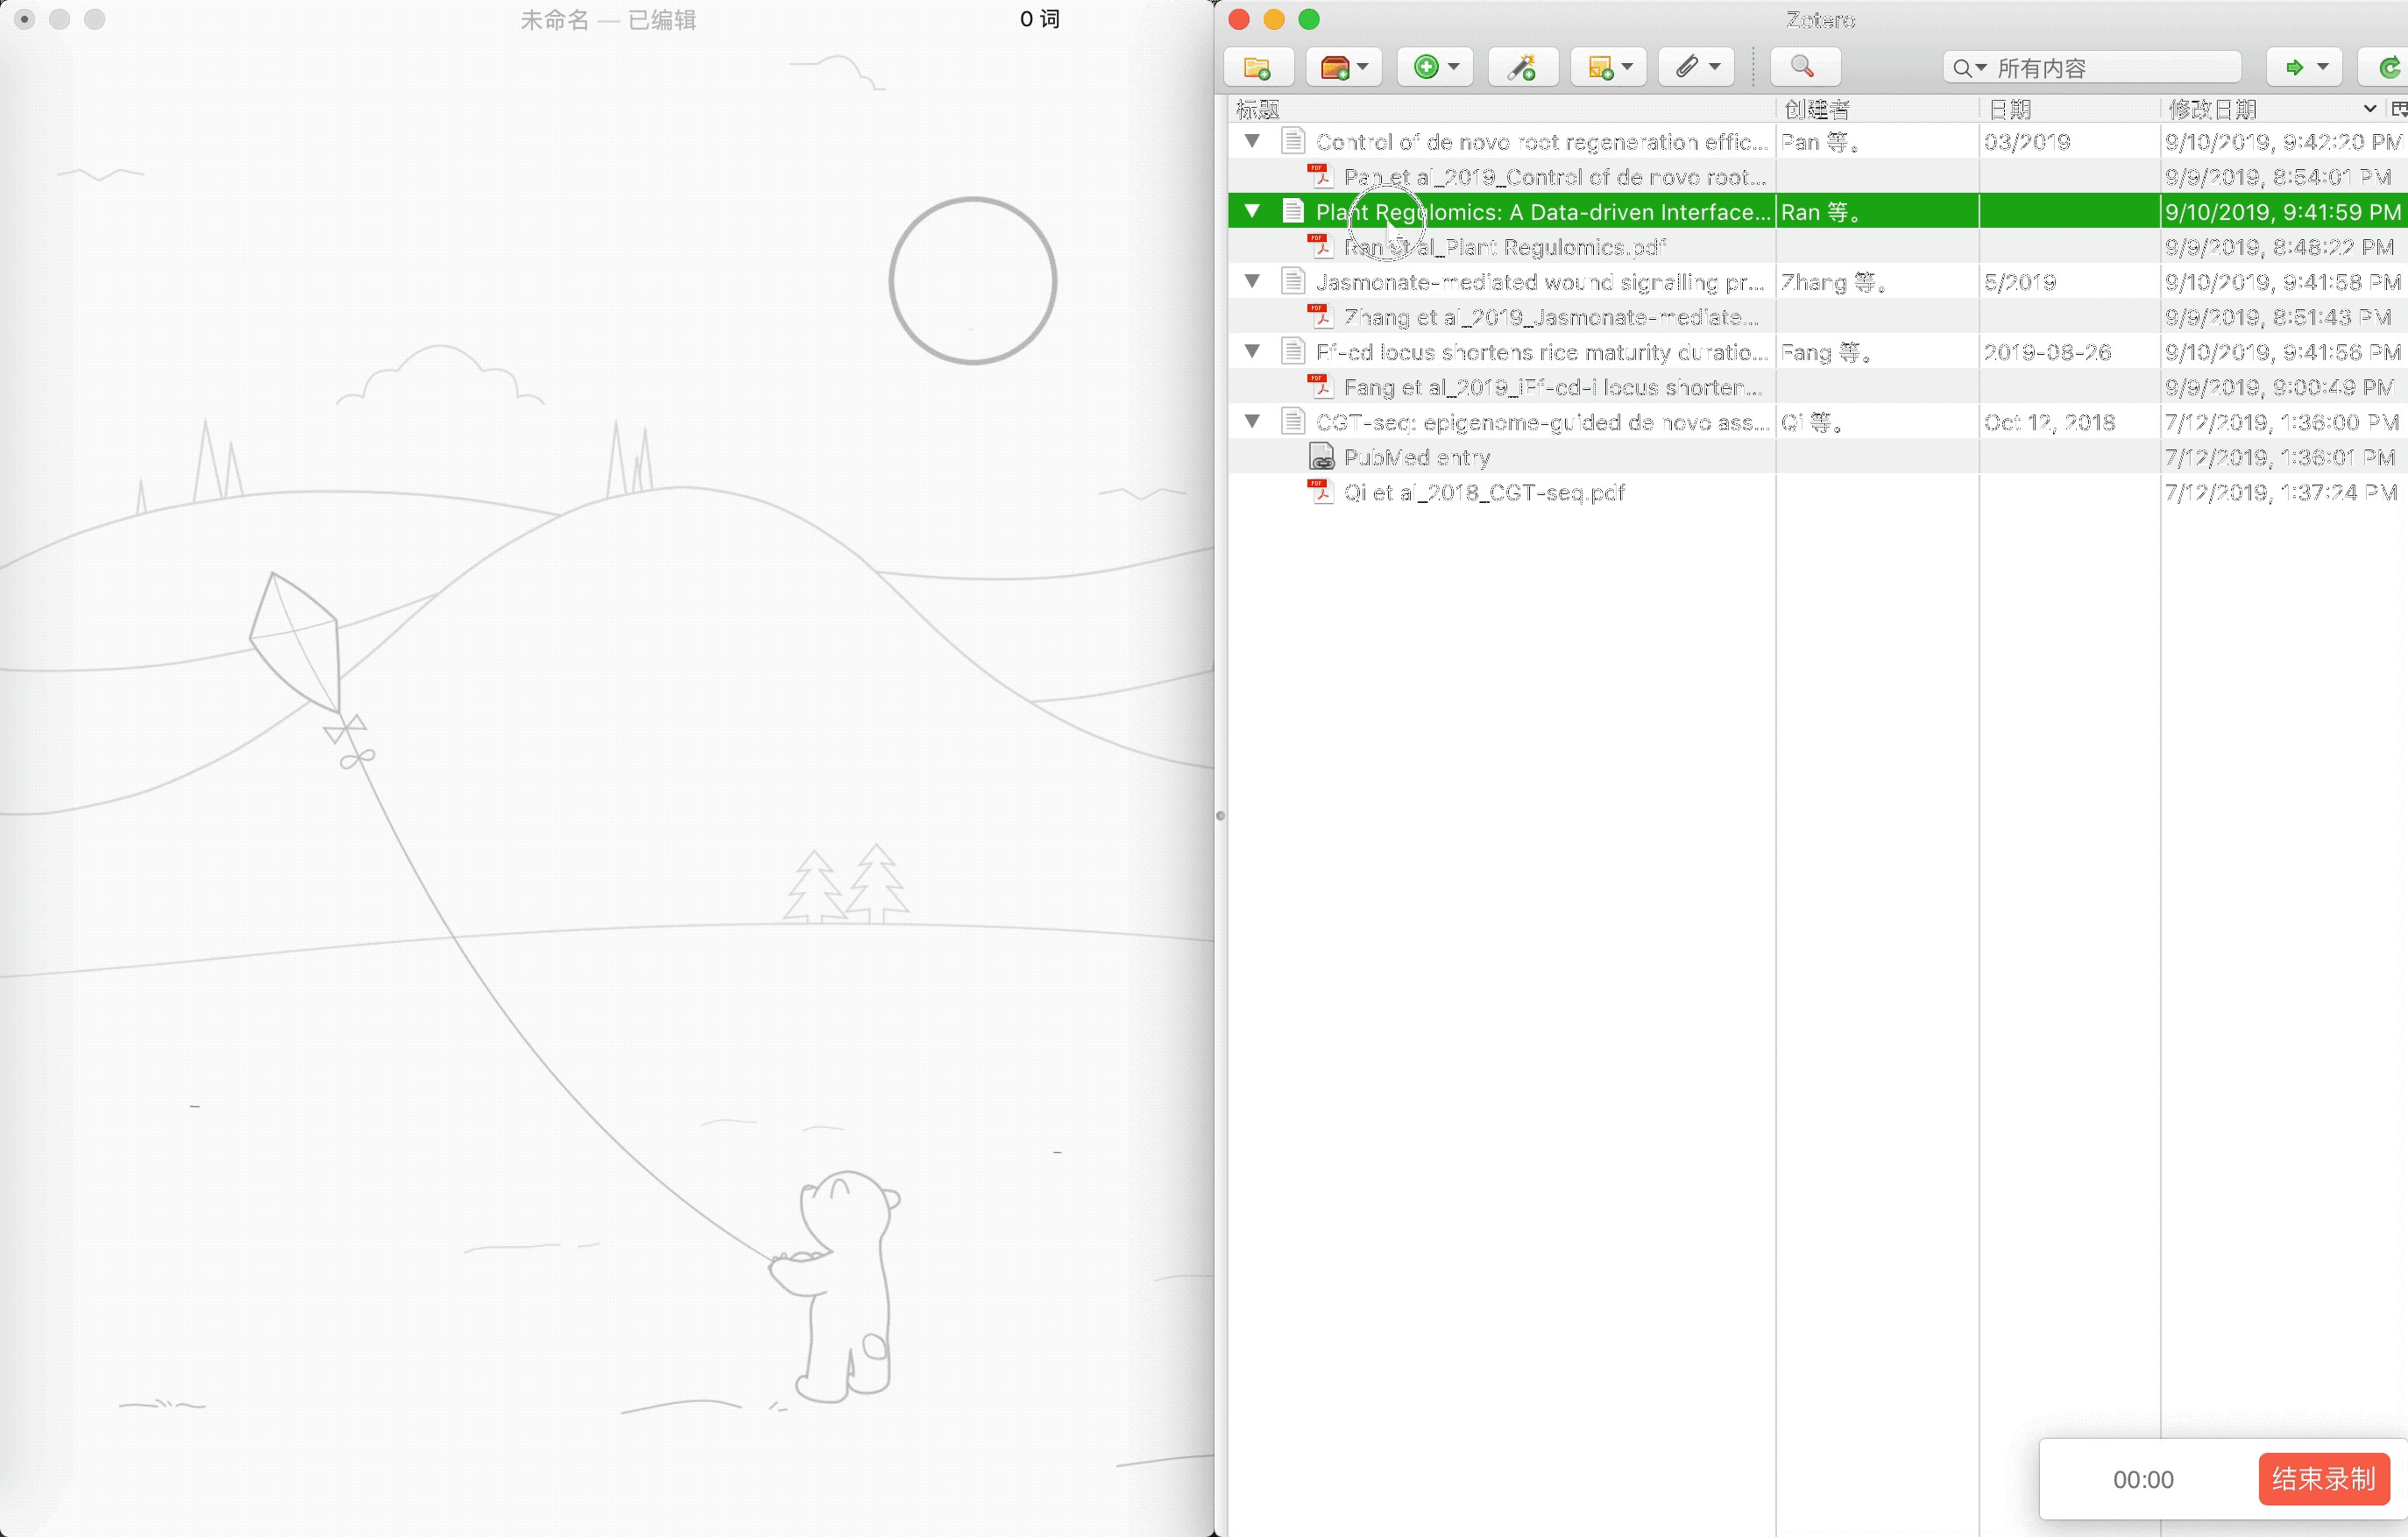 未命名 — 已编辑
0 词
Zotero
所有内容
标题 创建者 日期 修改日期
Control of de novo root regeneration effic... Pan 等。 03/2019 9/10/2019, 9:42:20 PM
Pan et al_2019_Control of de novo root... 9/9/2019, 8:54:01 PM
Plant Regulomics: A Data-driven Interface... Ran 等。 9/10/2019, 9:41:59 PM
Ran et al_Plant Regulomics.pdf 9/9/2019, 8:48:22 PM
Jasmonate-mediated wound signalling pr... Zhang 等。 5/2019 9/10/2019, 9:41:58 PM
Zhang et al_2019_Jasmonate-mediate... 9/9/2019, 8:51:43 PM
Ef-cd locus shortens rice maturity duratio... Fang 等。 2019-08-26 9/10/2019, 9:41:56 PM
Fang et al_2019_iEf-cd-i locus shorten... 9/9/2019, 9:00:49 PM
CGT-seq: epigenome-guided de novo ass... Qi 等。 Oct 12, 2018 7/12/2019, 1:36:00 PM
PubMed entry 7/12/2019, 1:36:01 PM
Qi et al_2018_CGT-seq.pdf 7/12/2019, 1:37:24 PM
00:00
结束录制